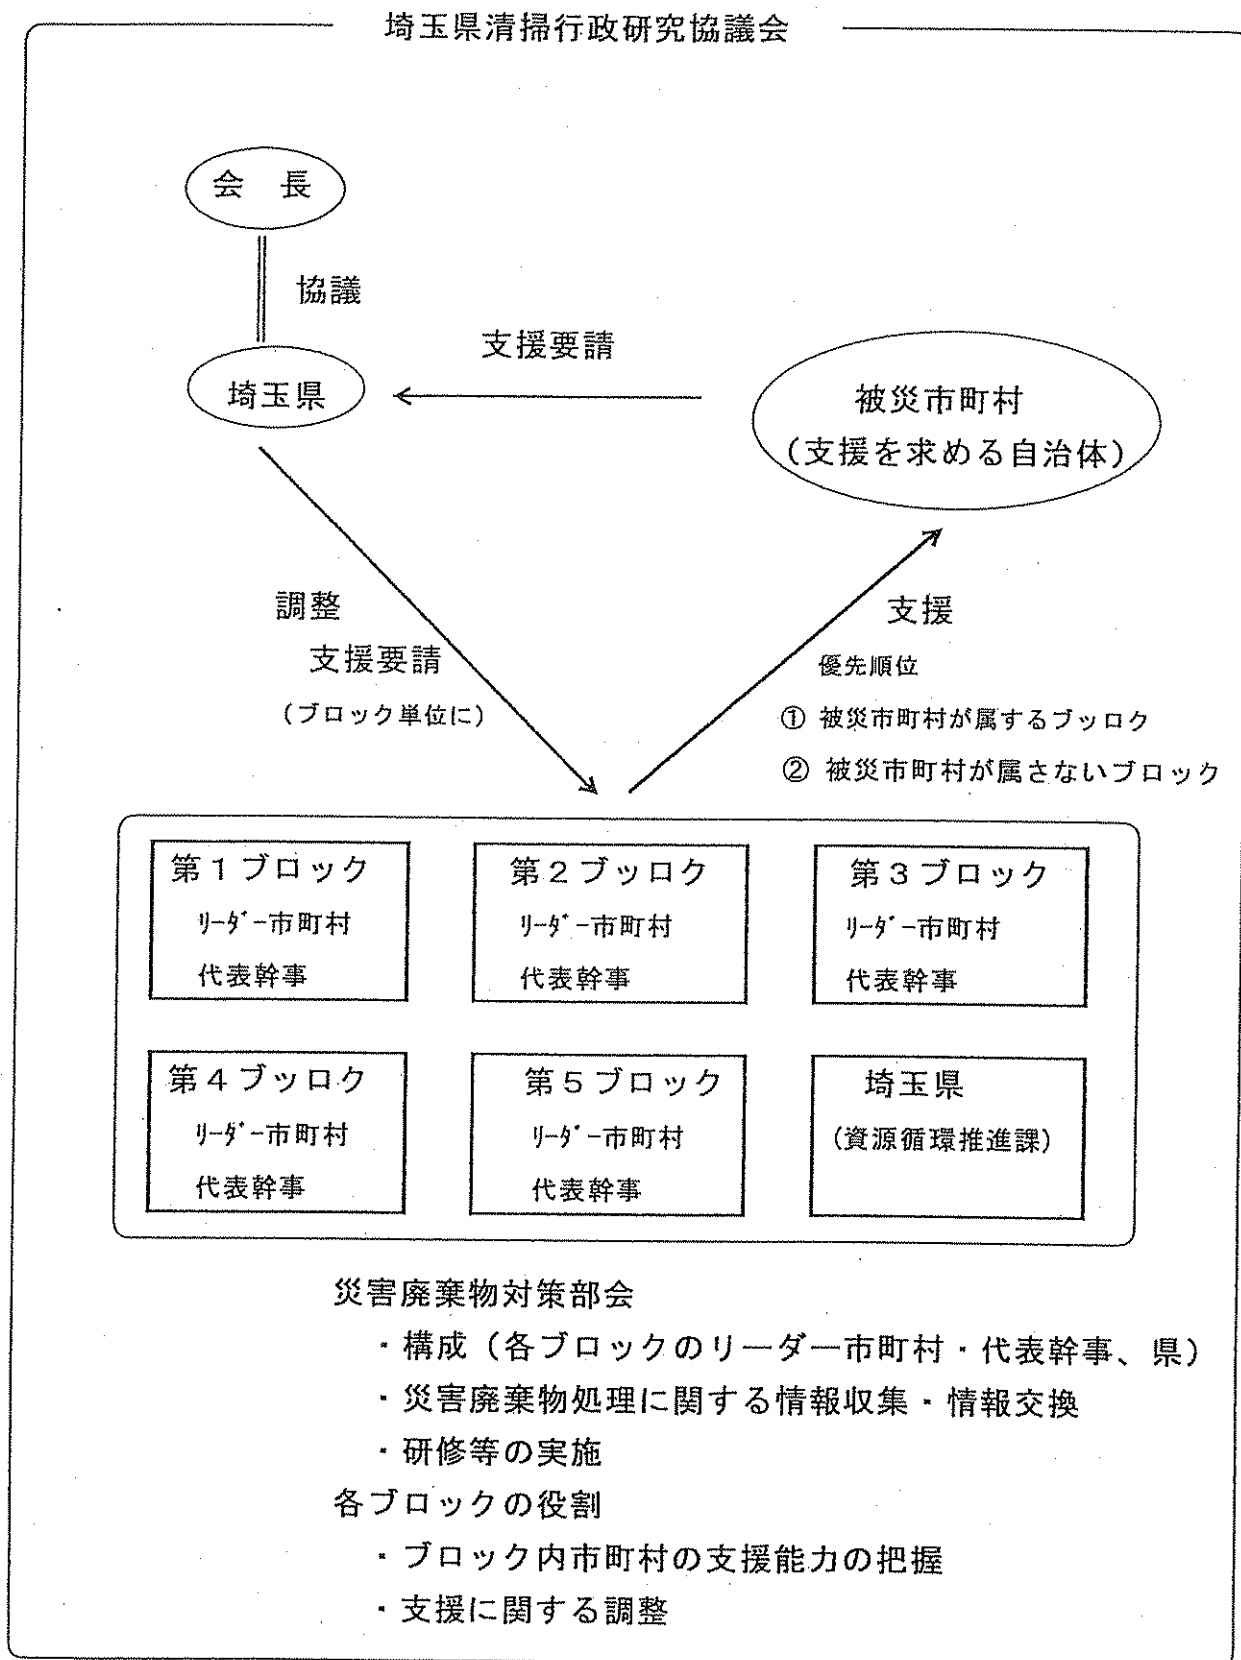 埼玉県清掃行政研究協議会
会　長
協議
支援要請
埼玉県
被災市町村
（支援を求める自治体）
調整
支援要請
（ブロック単位に）
支援
優先順位
① 被災市町村が属するブッロク
② 被災市町村が属さないブロック
第１ブロック
ﾘｰﾀﾞｰ市町村
代表幹事
第２ブッロク
ﾘｰﾀﾞｰ市町村
代表幹事
第３ブロック
ﾘｰﾀﾞｰ市町村
代表幹事
第４ブッロク
ﾘｰﾀﾞｰ市町村
代表幹事
第５ブロック
ﾘｰﾀﾞｰ市町村
代表幹事
埼玉県
（資源循環推進課）
災害廃棄物対策部会
・構成（各ブロックのリーダー市町村・代表幹事、県）
・災害廃棄物処理に関する情報収集・情報交換
・研修等の実施
各ブロックの役割
・ブロック内市町村の支援能力の把握
・支援に関する調整